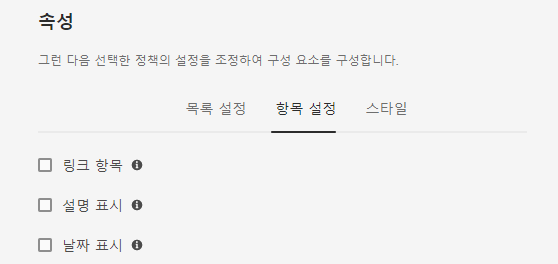 속성
그런 다음 선택한 정책의 설정을 조정하여 구성 요소를 구성합니다.
목록 설정 항목 설정 스타일
링크 항목
설명 표시
날짜 표시